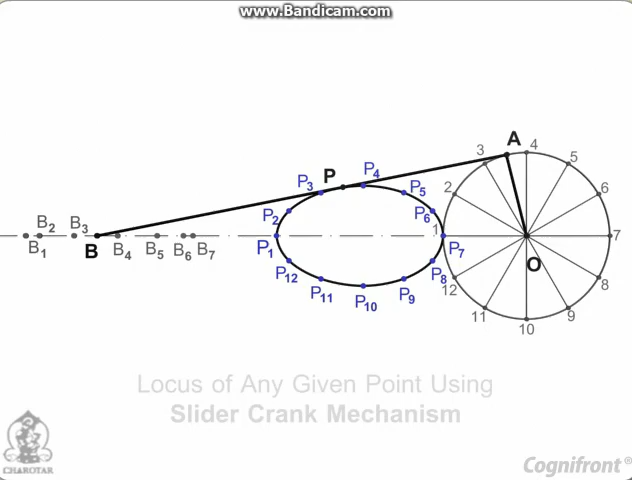 www.Bandicam.com
A
3
4
5
P
P3
P4
P5
2
6
P2
P6
B2
B3
1
7
B1
B
B4
B5
B6
B7
P1
P7
O
P12
P8
12
8
P11
P10
P9
11
10
9
Locus of Any Given Point Using
Slider Crank Mechanism
CHAROTAR
Cognifront®